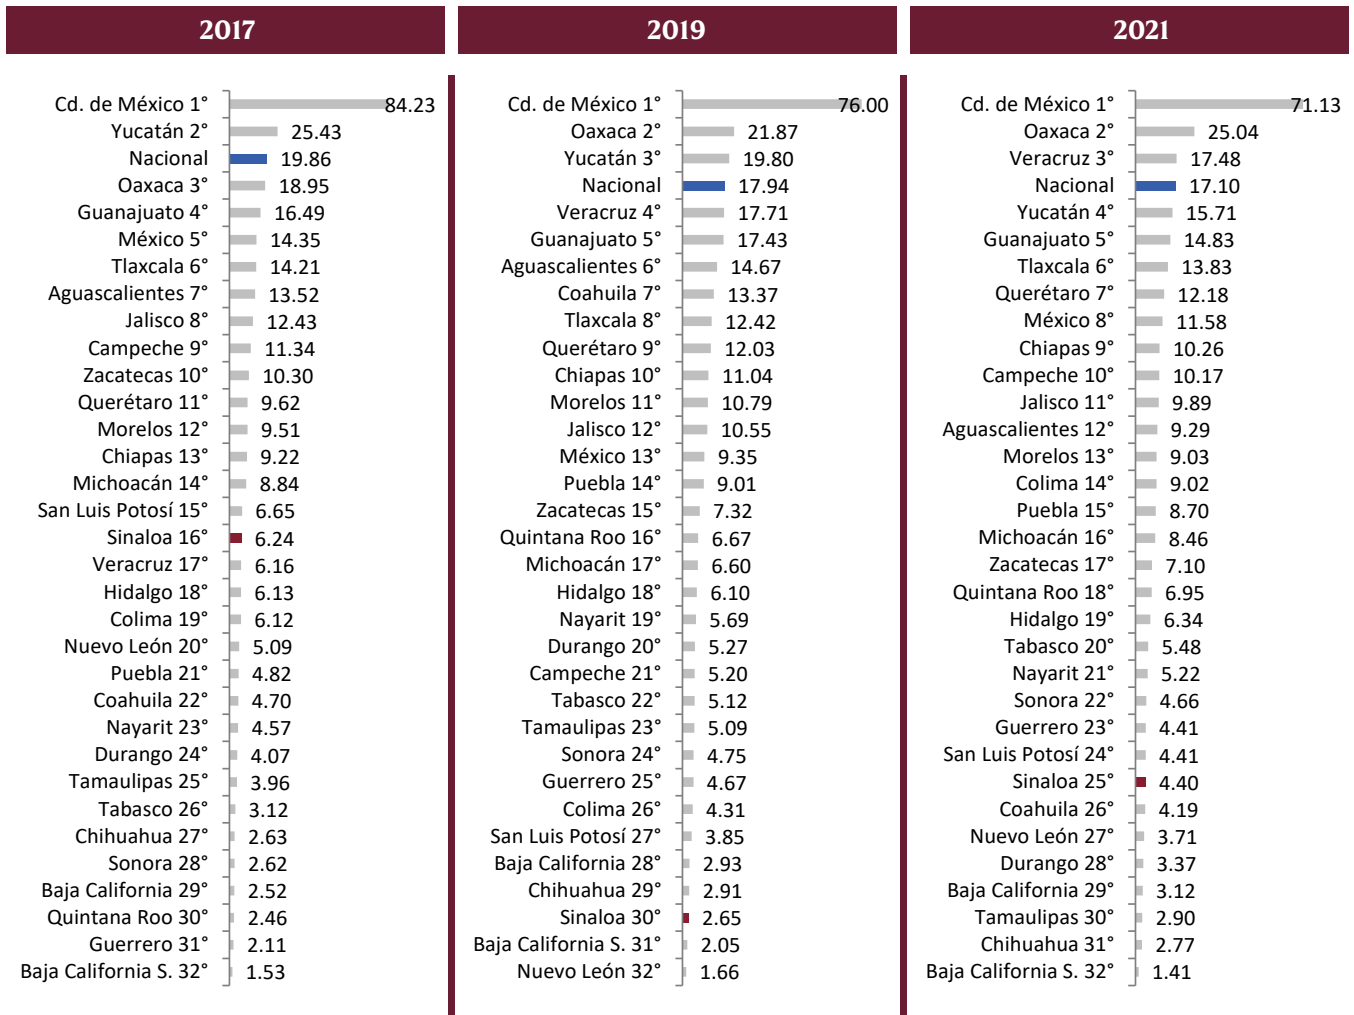 2017
Cd. de México 1° 84.23
Yucatán 2° 25.43
Nacional 19.86
Oaxaca 3° 18.95
Guanajuato 4° 16.49
México 5° 14.35
Tlaxcala 6° 14.21
Aguascalientes 7° 13.52
Jalisco 8° 12.43
Campeche 9° 11.34
Zacatecas 10° 10.30
Querétaro 11° 9.62
Morelos 12° 9.51
Chiapas 13° 9.22
Michoacán 14° 8.84
San Luis Potosí 15° 6.65
Sinaloa 16° 6.24
Veracruz 17° 6.16
Hidalgo 18° 6.13
Colima 19° 6.12
Nuevo León 20° 5.09
Puebla 21° 4.82
Coahuila 22° 4.70
Nayarit 23° 4.57
Durango 24° 4.07
Tamaulipas 25° 3.96
Tabasco 26° 3.12
Chihuahua 27° 2.63
Sonora 28° 2.62
Baja California 29° 2.52
Quintana Roo 30° 2.46
Guerrero 31° 2.11
Baja California S. 32° 1.53
2019
Cd. de México 1° 76.00
Oaxaca 2° 21.87
Yucatán 3° 19.80
Nacional 17.94
Veracruz 4° 17.71
Guanajuato 5° 17.43
Aguascalientes 6° 14.67
Coahuila 7° 13.37
Tlaxcala 8° 12.42
Querétaro 9° 12.03
Chiapas 10° 11.04
Morelos 11° 10.79
Jalisco 12° 10.55
México 13° 9.35
Puebla 14° 9.01
Zacatecas 15° 7.32
Quintana Roo 16° 6.67
Michoacán 17° 6.60
Hidalgo 18° 6.10
Nayarit 19° 5.69
Durango 20° 5.27
Campeche 21° 5.20
Tabasco 22° 5.12
Tamaulipas 23° 5.09
Sonora 24° 4.75
Guerrero 25° 4.67
Colima 26° 4.31
San Luis Potosí 27° 3.85
Baja California 28° 2.93
Chihuahua 29° 2.91
Sinaloa 30° 2.65
Baja California S. 31° 2.05
Nuevo León 32° 1.66
2021
Cd. de México 1° 71.13
Oaxaca 2° 25.04
Veracruz 3° 17.48
Nacional 17.10
Yucatán 4° 15.71
Guanajuato 5° 14.83
Tlaxcala 6° 13.83
Querétaro 7° 12.18
México 8° 11.58
Chiapas 9° 10.26
Campeche 10° 10.17
Jalisco 11° 9.89
Aguascalientes 12° 9.29
Morelos 13° 9.03
Colima 14° 9.02
Puebla 15° 8.70
Michoacán 16° 8.46
Zacatecas 17° 7.10
Quintana Roo 18° 6.95
Hidalgo 19° 6.34
Tabasco 20° 5.48
Nayarit 21° 5.22
Sonora 22° 4.66
Guerrero 23° 4.41
San Luis Potosí 24° 4.41
Sinaloa 25° 4.40
Coahuila 26° 4.19
Nuevo León 27° 3.71
Durango 28° 3.37
Baja California 29° 3.12
Tamaulipas 30° 2.90
Chihuahua 31° 2.77
Baja California S. 32° 1.41